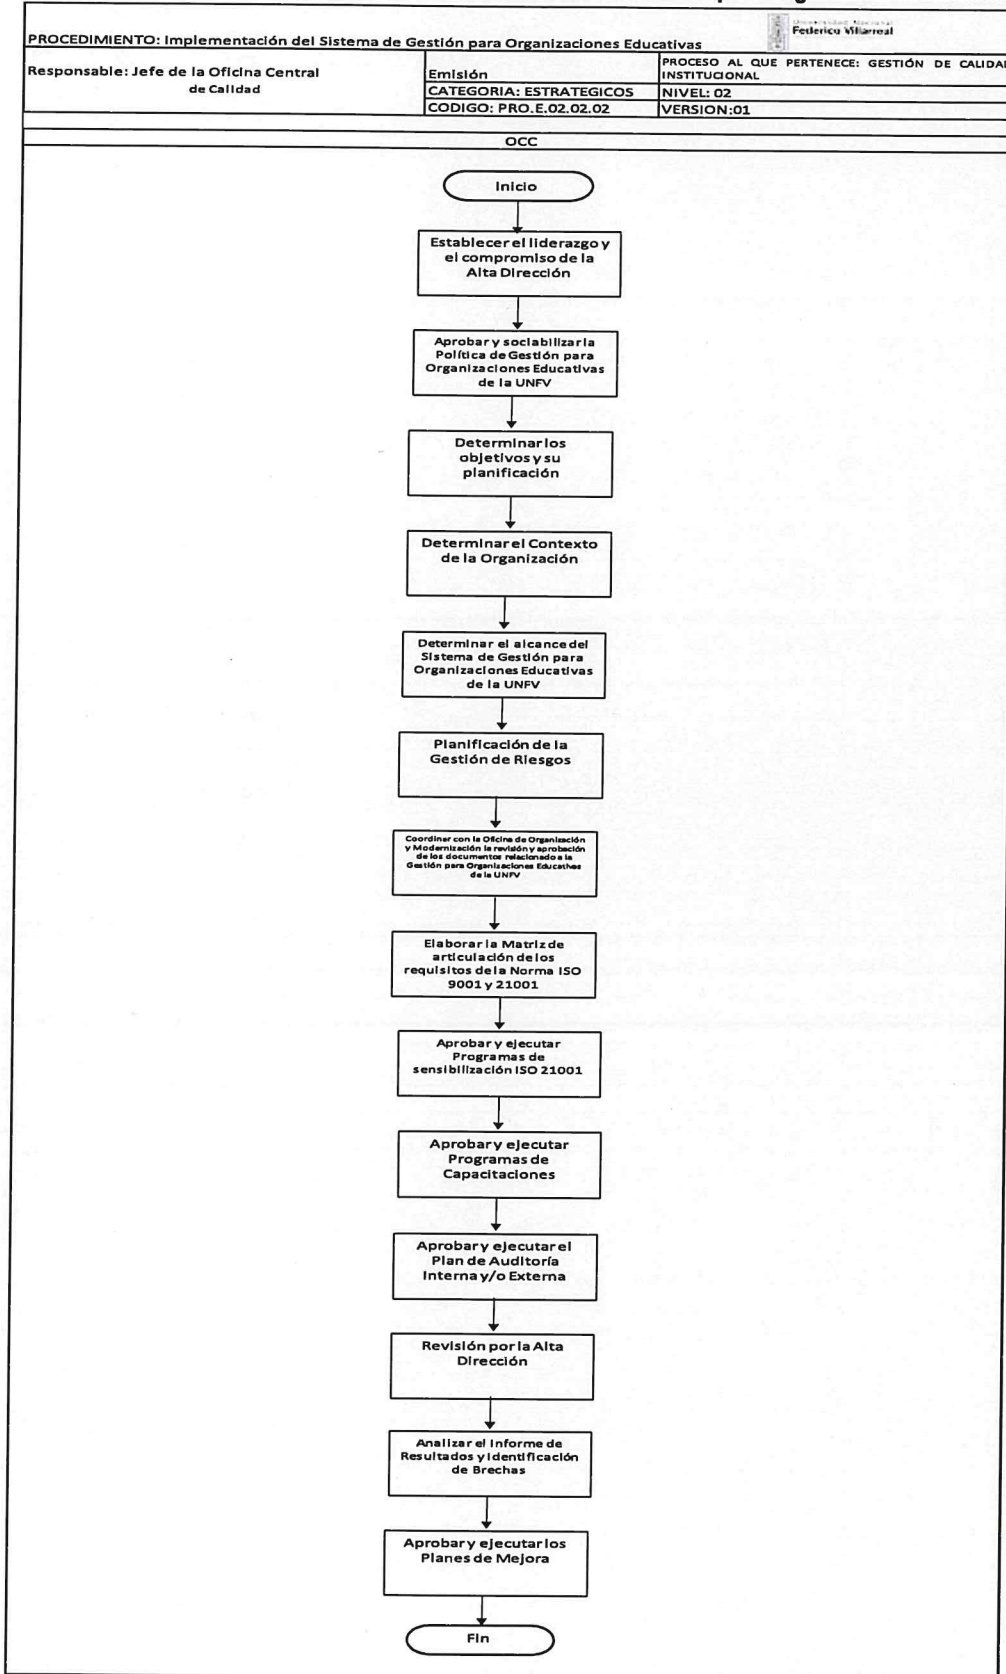 Universidad Nacional
Federico Villarreal
PROCEDIMIENTO: Implementación del Sistema de Gestión para Organizaciones Educativas
Responsable: Jefe de la Oficina Central
de Calidad
Emisión
PROCESO AL QUE PERTENECE: GESTIÓN DE CALIDAD
INSTITUCIONAL
CATEGORIA: ESTRATEGICOS
NIVEL: 02
CODIGO: PRO.E.02.02.02
VERSION:01
OCC
Inicio
Establecer el liderazgo y
el compromiso de la
Alta Dirección
Aprobar y sociabilizar la
Política de Gestión para
Organizaciones Educativas
de la UNFV
Determinar los
objetivos y su
planificación
Determinar el Contexto
de la Organización
Determinar el alcance del
Sistema de Gestión para
Organizaciones Educativas
de la UNFV
Planificación de la
Gestión de Riesgos
Coordinar con la Oficina de Organización
y Modernización la revisión y aprobación
de los documentos relacionado a la
Gestión para Organizaciones Educativas
de la UNFV
Elaborar la Matriz de
articulación de los
requisitos de la Norma ISO
9001 y 21001
Aprobar y ejecutar
Programas de
sensibilización ISO 21001
Aprobar y ejecutar
Programas de
Capacitaciones
Aprobar y ejecutar el
Plan de Auditoría
Interna y/o Externa
Revisión por la Alta
Dirección
Analizar el Informe de
Resultados y Identificación
de Brechas
Aprobar y ejecutar los
Planes de Mejora
Fin